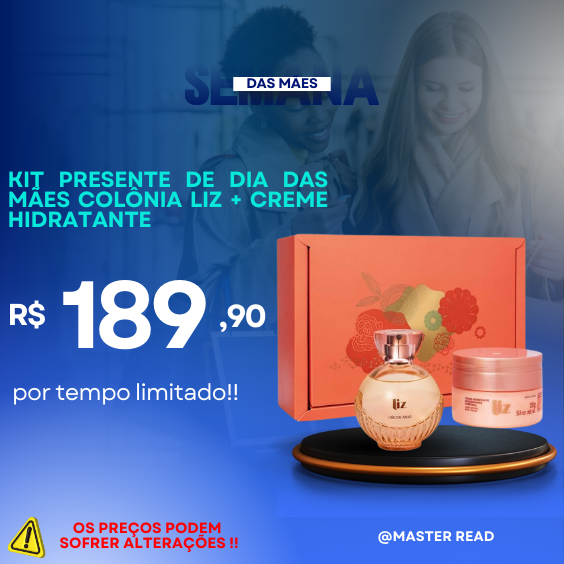 SEMANA
DAS MAES
KIT PRESENTE DE DIA DAS
MÃES COLÔNIA LIZ + CREME
HIDRATANTE
R$ 189 ,90
por tempo limitado!!
liz
liz
OS PREÇOS PODEM
SOFRER ALTERAÇÕES !!
@MASTER READ